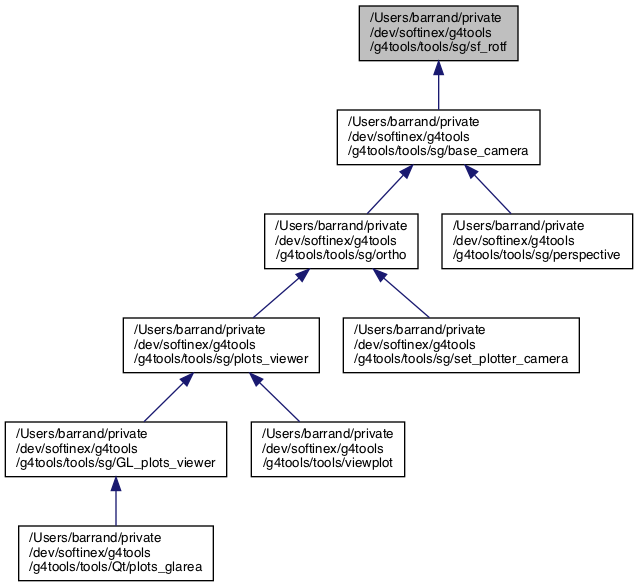 /Users/barrand/private
/dev/softinex/g4tools
/g4tools/tools/sg/sf_rotf
/Users/barrand/private
/dev/softinex/g4tools
/g4tools/tools/sg/base_camera
/Users/barrand/private
/dev/softinex/g4tools
/g4tools/tools/sg/ortho
/Users/barrand/private
/dev/softinex/g4tools
/g4tools/tools/sg/perspective
/Users/barrand/private
/dev/softinex/g4tools
/g4tools/tools/sg/plots_viewer
/Users/barrand/private
/dev/softinex/g4tools
/g4tools/tools/sg/set_plotter_camera
/Users/barrand/private
/dev/softinex/g4tools
/g4tools/tools/sg/GL_plots_viewer
/Users/barrand/private
/dev/softinex/g4tools
/g4tools/tools/viewplot
/Users/barrand/private
/dev/softinex/g4tools
/g4tools/tools/Qt/plots_glarea